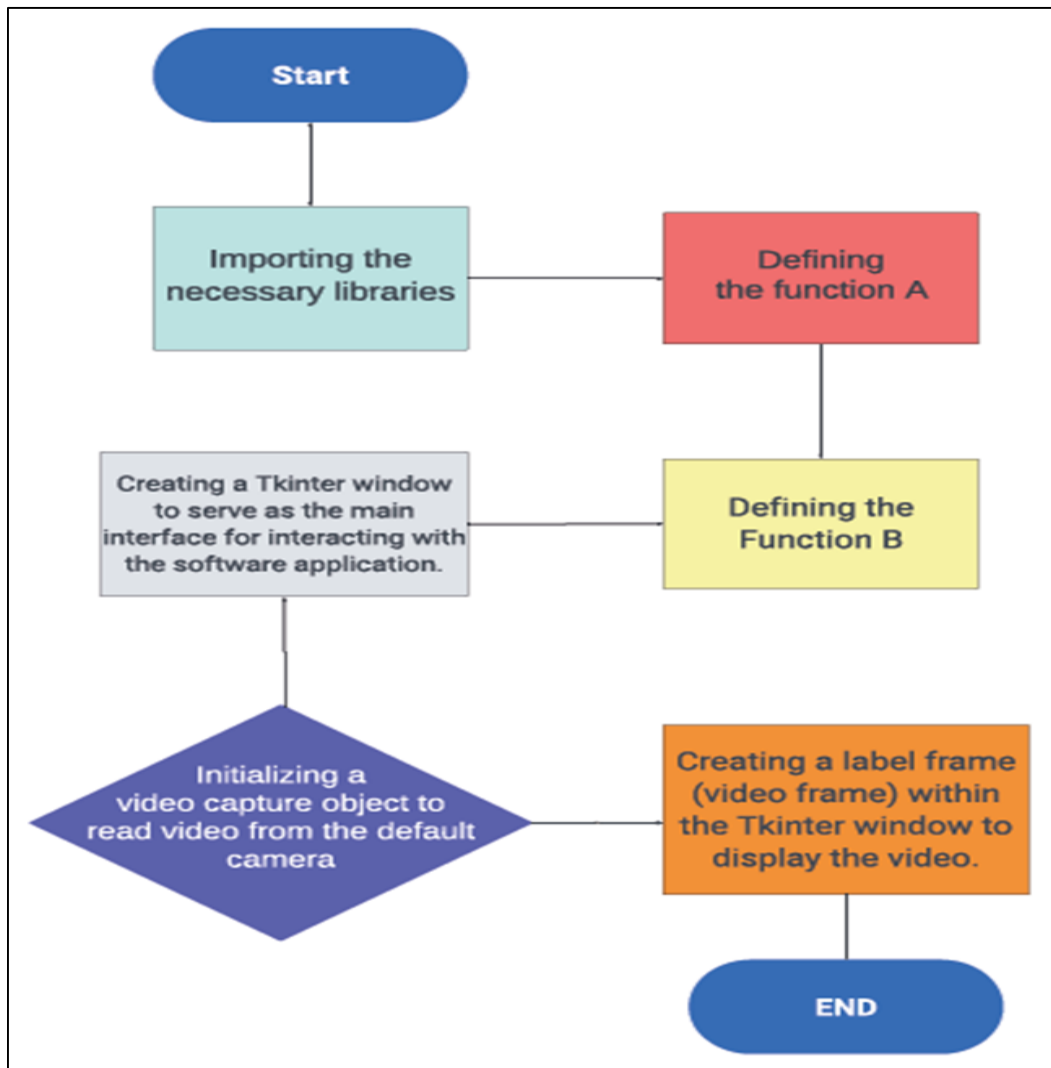 Start
Importing the
necessary libraries
Defining
the function A
Defining the
Function B
Creating a Tkinter window
to serve as the main
interface for interacting with
the software application.
Initializing a
video capture object to
read video from the default
camera
Creating a label frame
(video frame) within
the Tkinter window to
display the video.
END